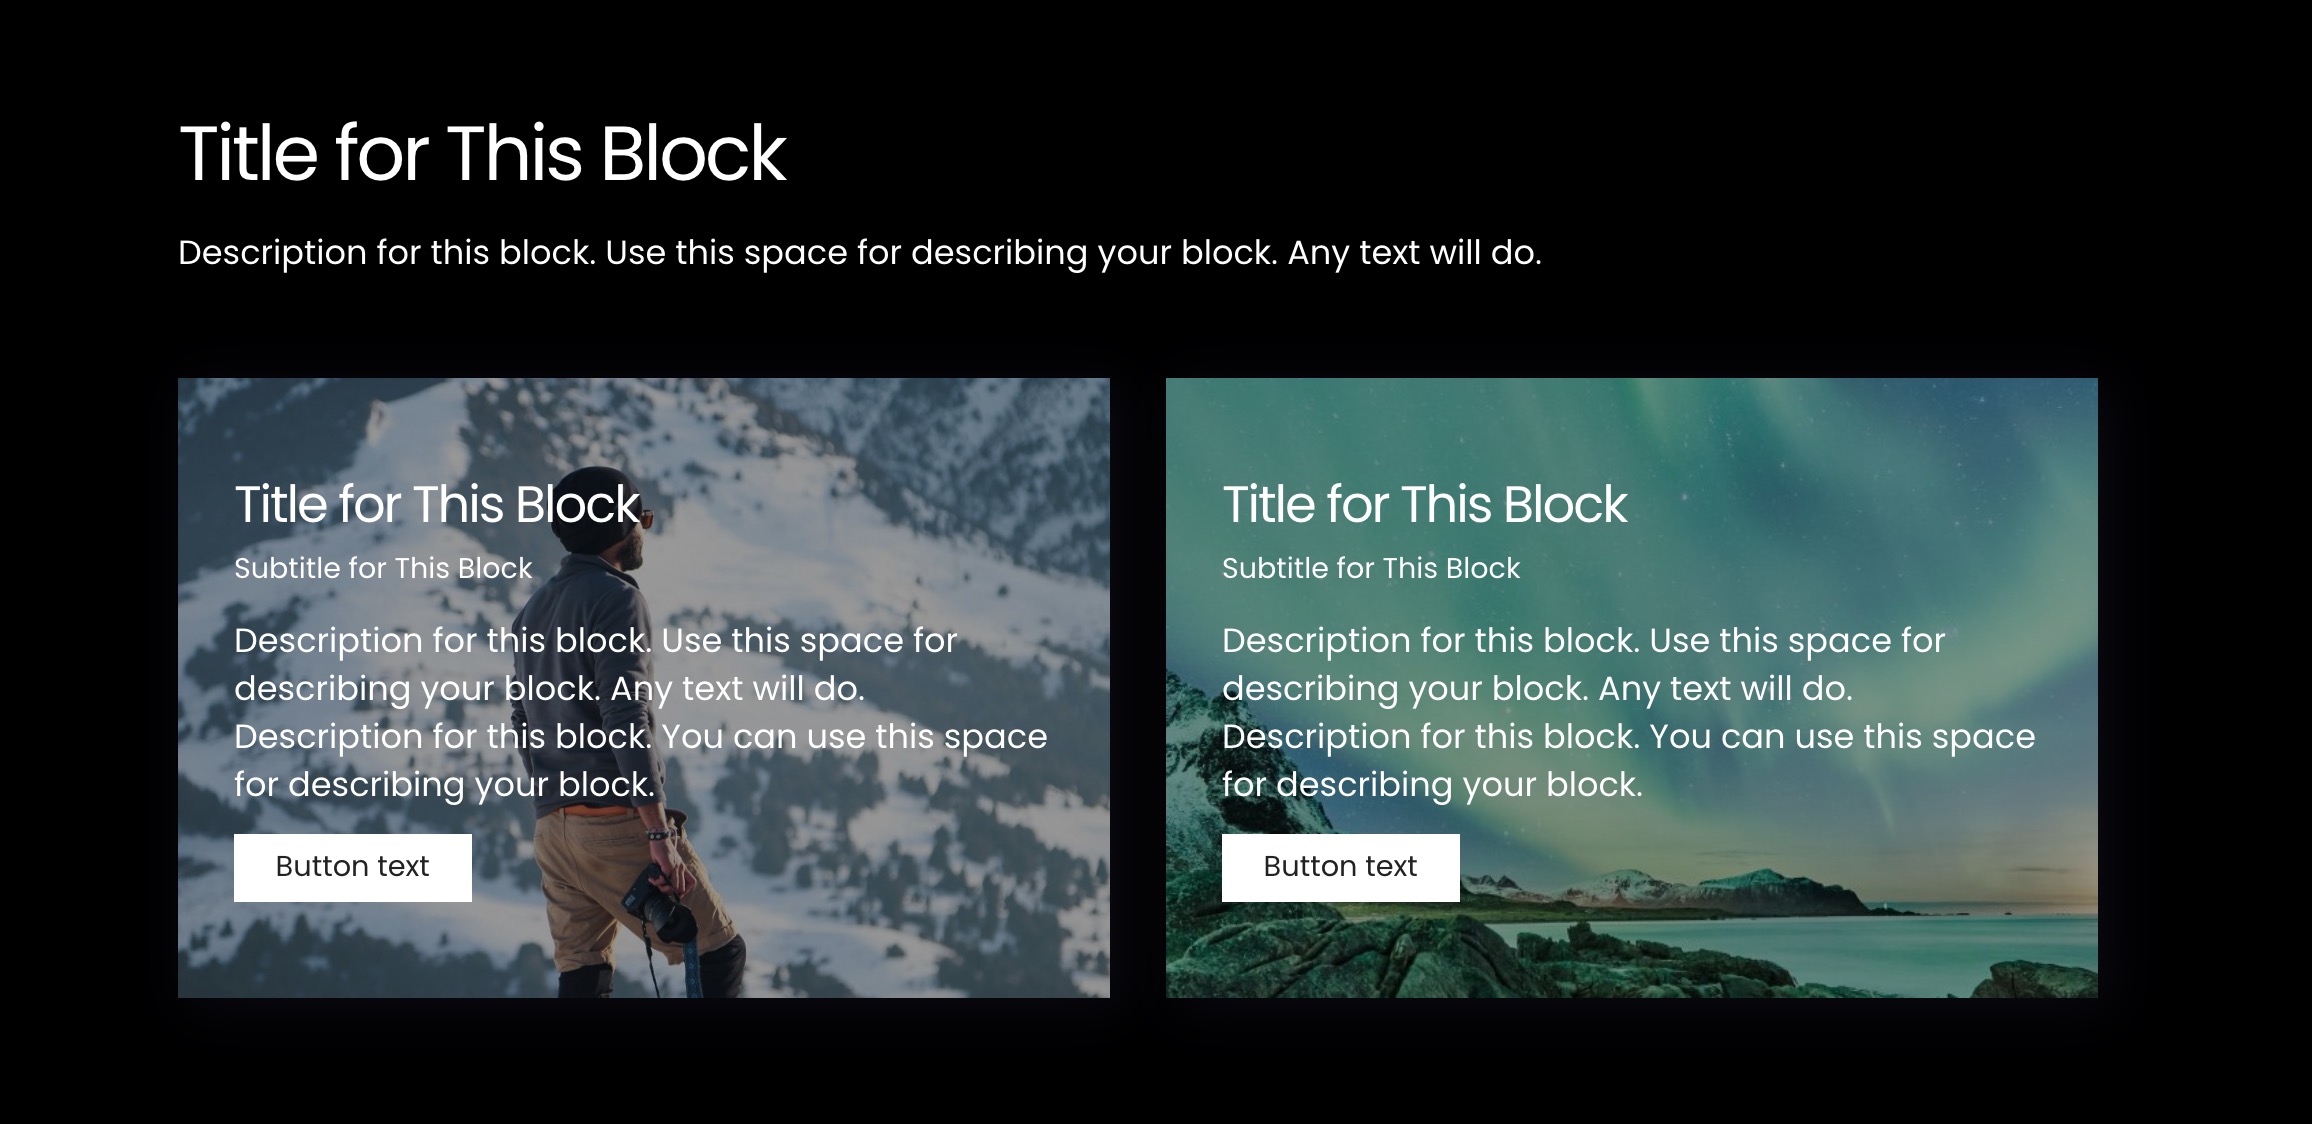 Title for This Block
Description for this block. Use this space for describing your block. Any text will do.
Title for This Block
Subtitle for This Block
Description for this block. Use this space for
describing your block. Any text will do.
Description for this block. You can use this space
for describing your block.
Button text
Title for This Block
Subtitle for This Block
Description for this block. Use this space for
describing your block. Any text will do.
Description for this block. You can use this space
for describing your block.
Button text